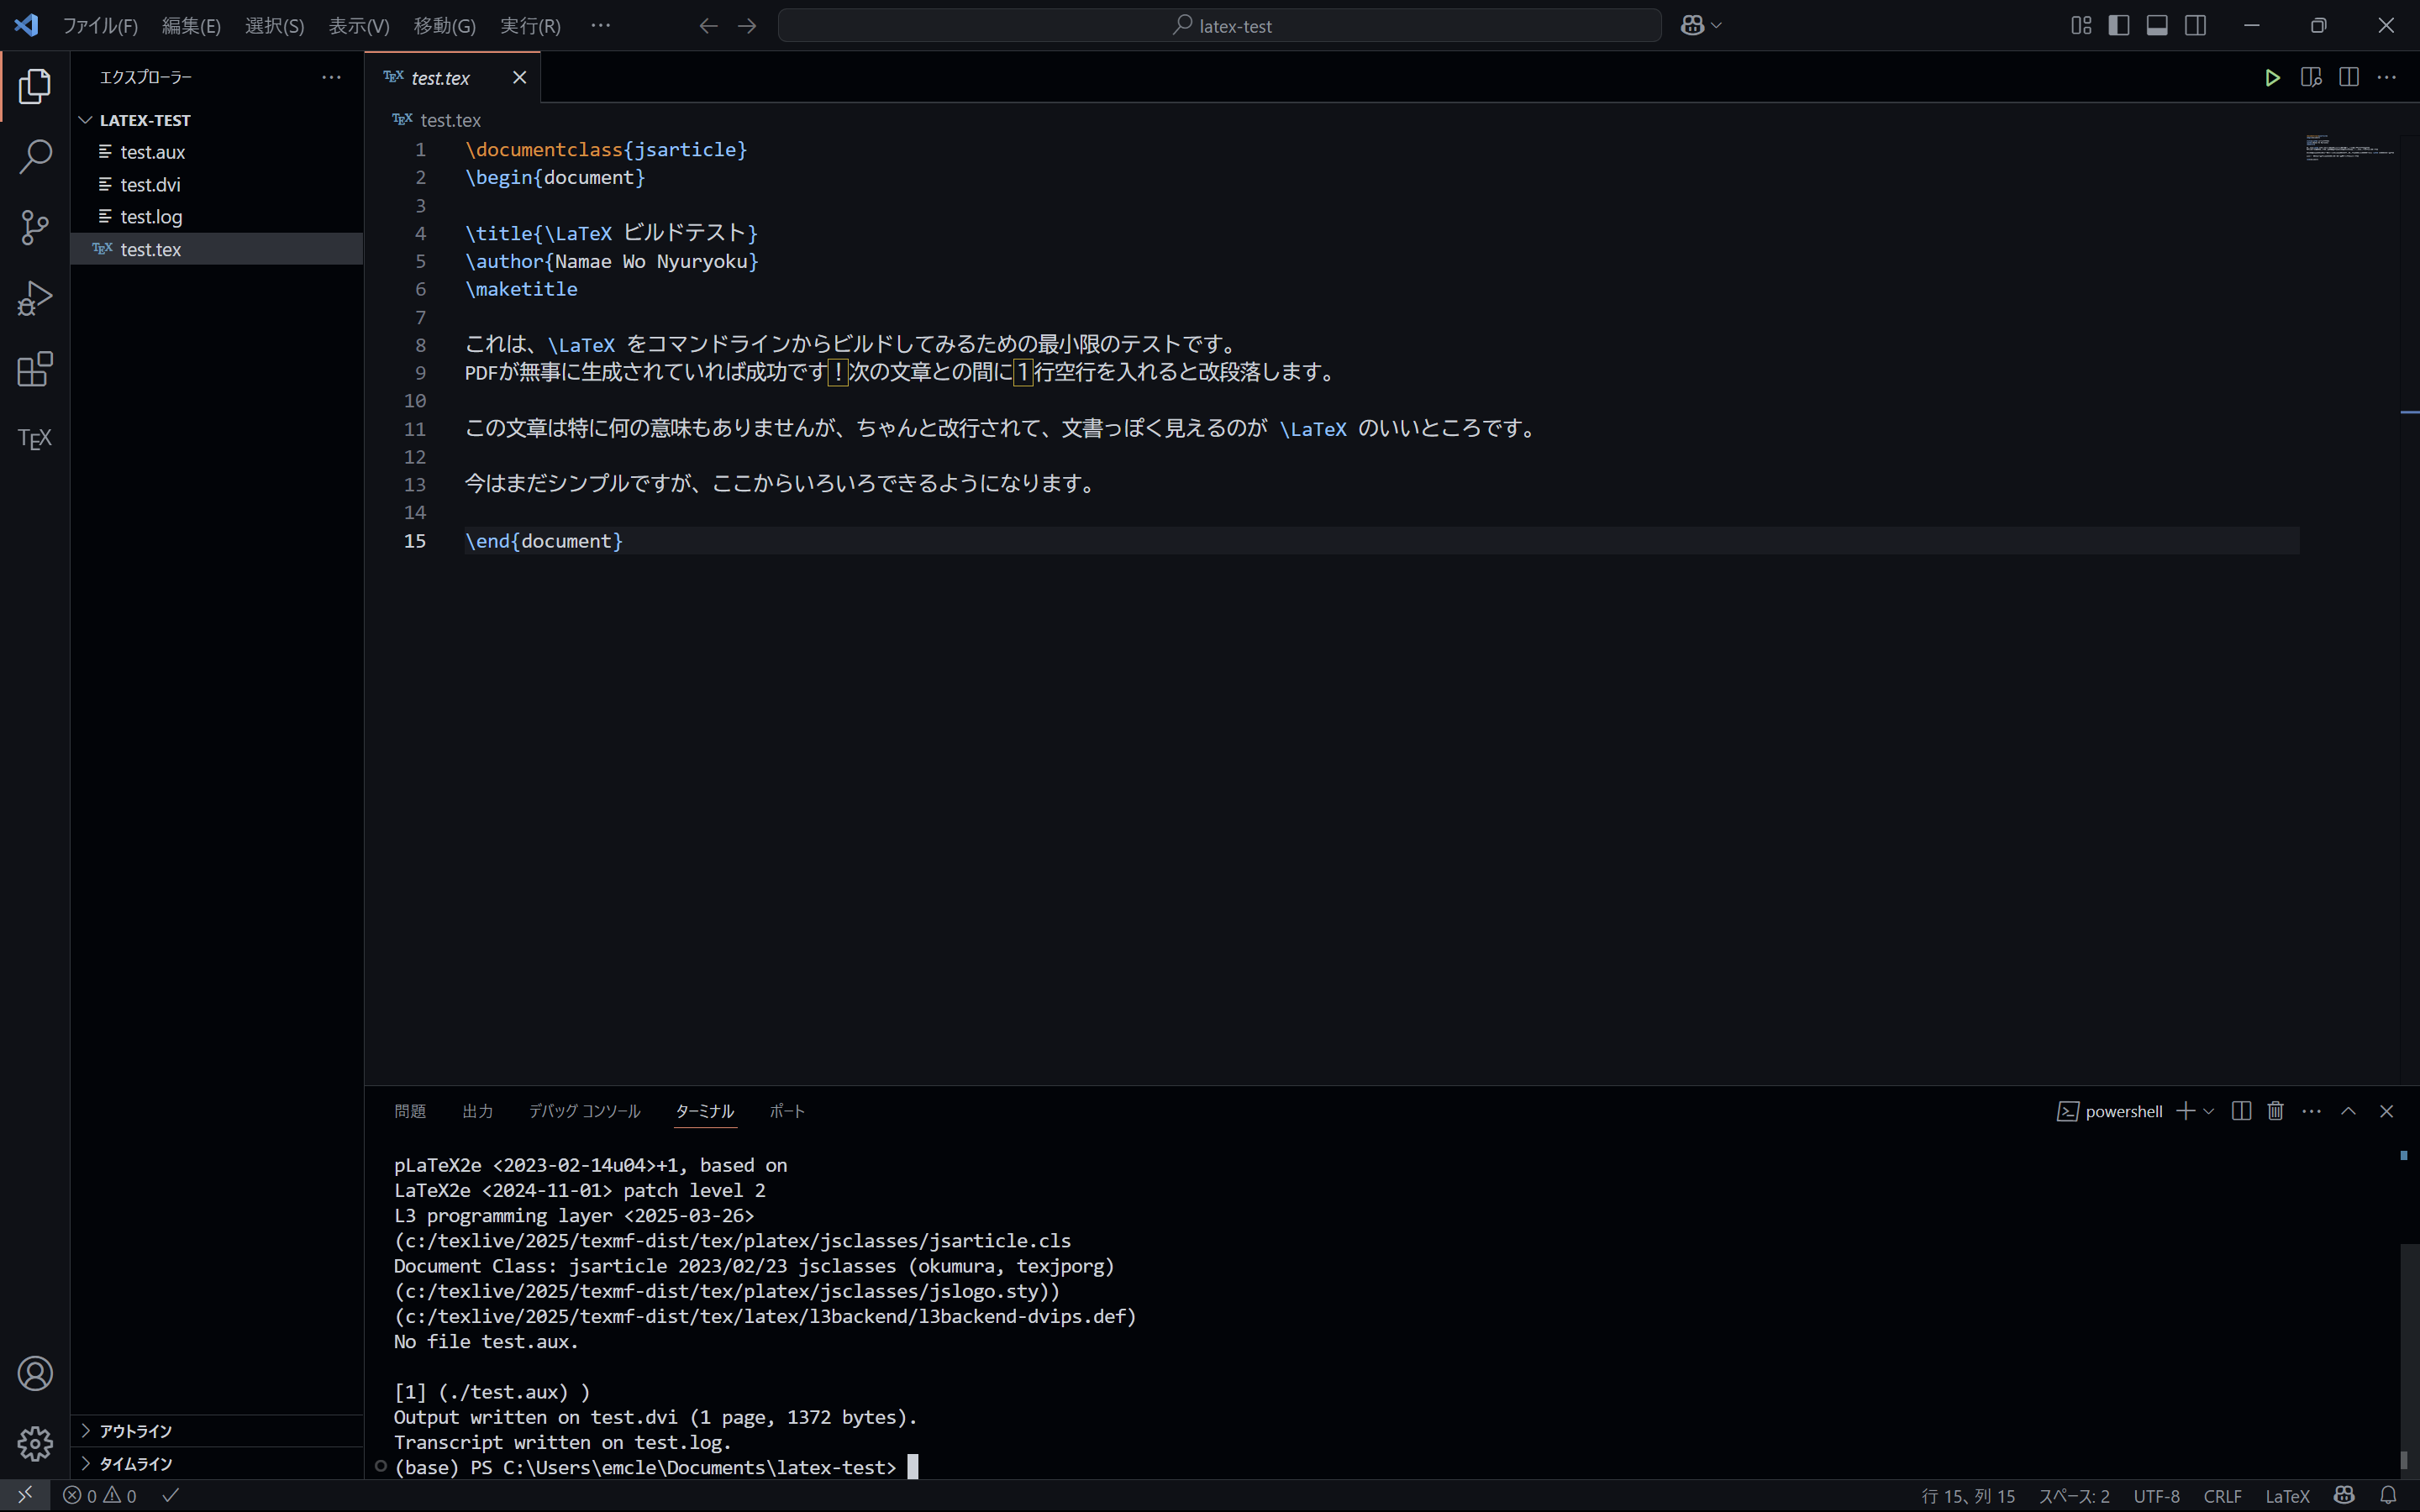 ファイル(F) 編集(E) 選択(S) 表示(V) 移動(G) 実行(R) ··· latex-test
エクスプローラー
LATEX-TEST
test.aux
test.dvi
test.log
TEX test.tex
TEX
TEX test.tex
TEX test.tex
1 \documentclass{jsarticle}
2 \begin{document}
3
4 \title{\LaTeX ビルドテスト}
5 \author{Namae Wo Nyuryoku}
6 \maketitle
7
8 これは、\LaTeX をコマンドラインからビルドしてみるための最小限のテストです。
9 PDFが無事に生成されていれば成功です！次の文章との間に１行空行を入れると改段落します。
10
11 この文章は特に何の意味もありませんが、ちゃんと改行されて、文書っぽく見えるのが \LaTeX のいいところです。
12
13 今はまだシンプルですが、ここからいろいろできるようになります。
14
15 \end{document}
問題 出力 デバッグ コンソール ターミナル ポート powershell
pLaTeX2e <2023-02-14u04>+1, based on
LaTeX2e <2024-11-01> patch level 2
L3 programming layer <2025-03-26>
(c:/texlive/2025/texmf-dist/tex/platex/jsclasses/jsarticle.cls
Document Class: jsarticle 2023/02/23 jsclasses (okumura, texjporg)
(c:/texlive/2025/texmf-dist/tex/platex/jsclasses/jslogo.sty))
(c:/texlive/2025/texmf-dist/tex/latex/l3backend/l3backend-dvips.def)
No file test.aux.
[1] (./test.aux) )
Output written on test.dvi (1 page, 1372 bytes).
Transcript written on test.log.
(base) PS C:\Users\emcle\Documents\latex-test>
アウトライン
タイムライン
0 0 行 15、列 15 スペース: 2 UTF-8 CRLF LaTeX